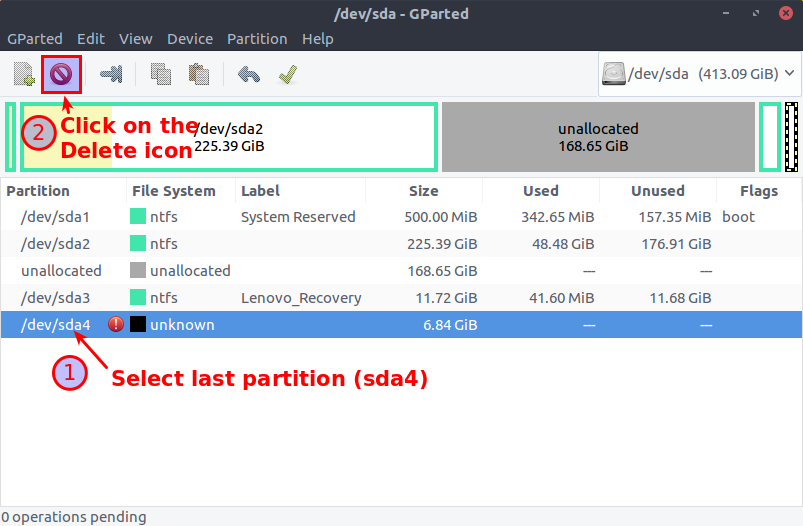 /dev/sda - GParted
GParted Edit View Device Partition Help
/dev/sda (413.09 GiB)
2 Click on the
Delete icon
/dev/sda2
225.39 GiB
unallocated
168.65 GiB
Partition File System Label Size Used Unused Flags
/dev/sda1 ntfs System Reserved 500.00 MiB 342.65 MiB 157.35 MiB boot
/dev/sda2 ntfs 225.39 GiB 48.48 GiB 176.91 GiB
unallocated unallocated 168.65 GiB --- ---
/dev/sda3 ntfs Lenovo_Recovery 11.72 GiB 41.60 MiB 11.68 GiB
/dev/sda4 unknown 6.84 GiB --- ---
1 Select last partition (sda4)
0 operations pending